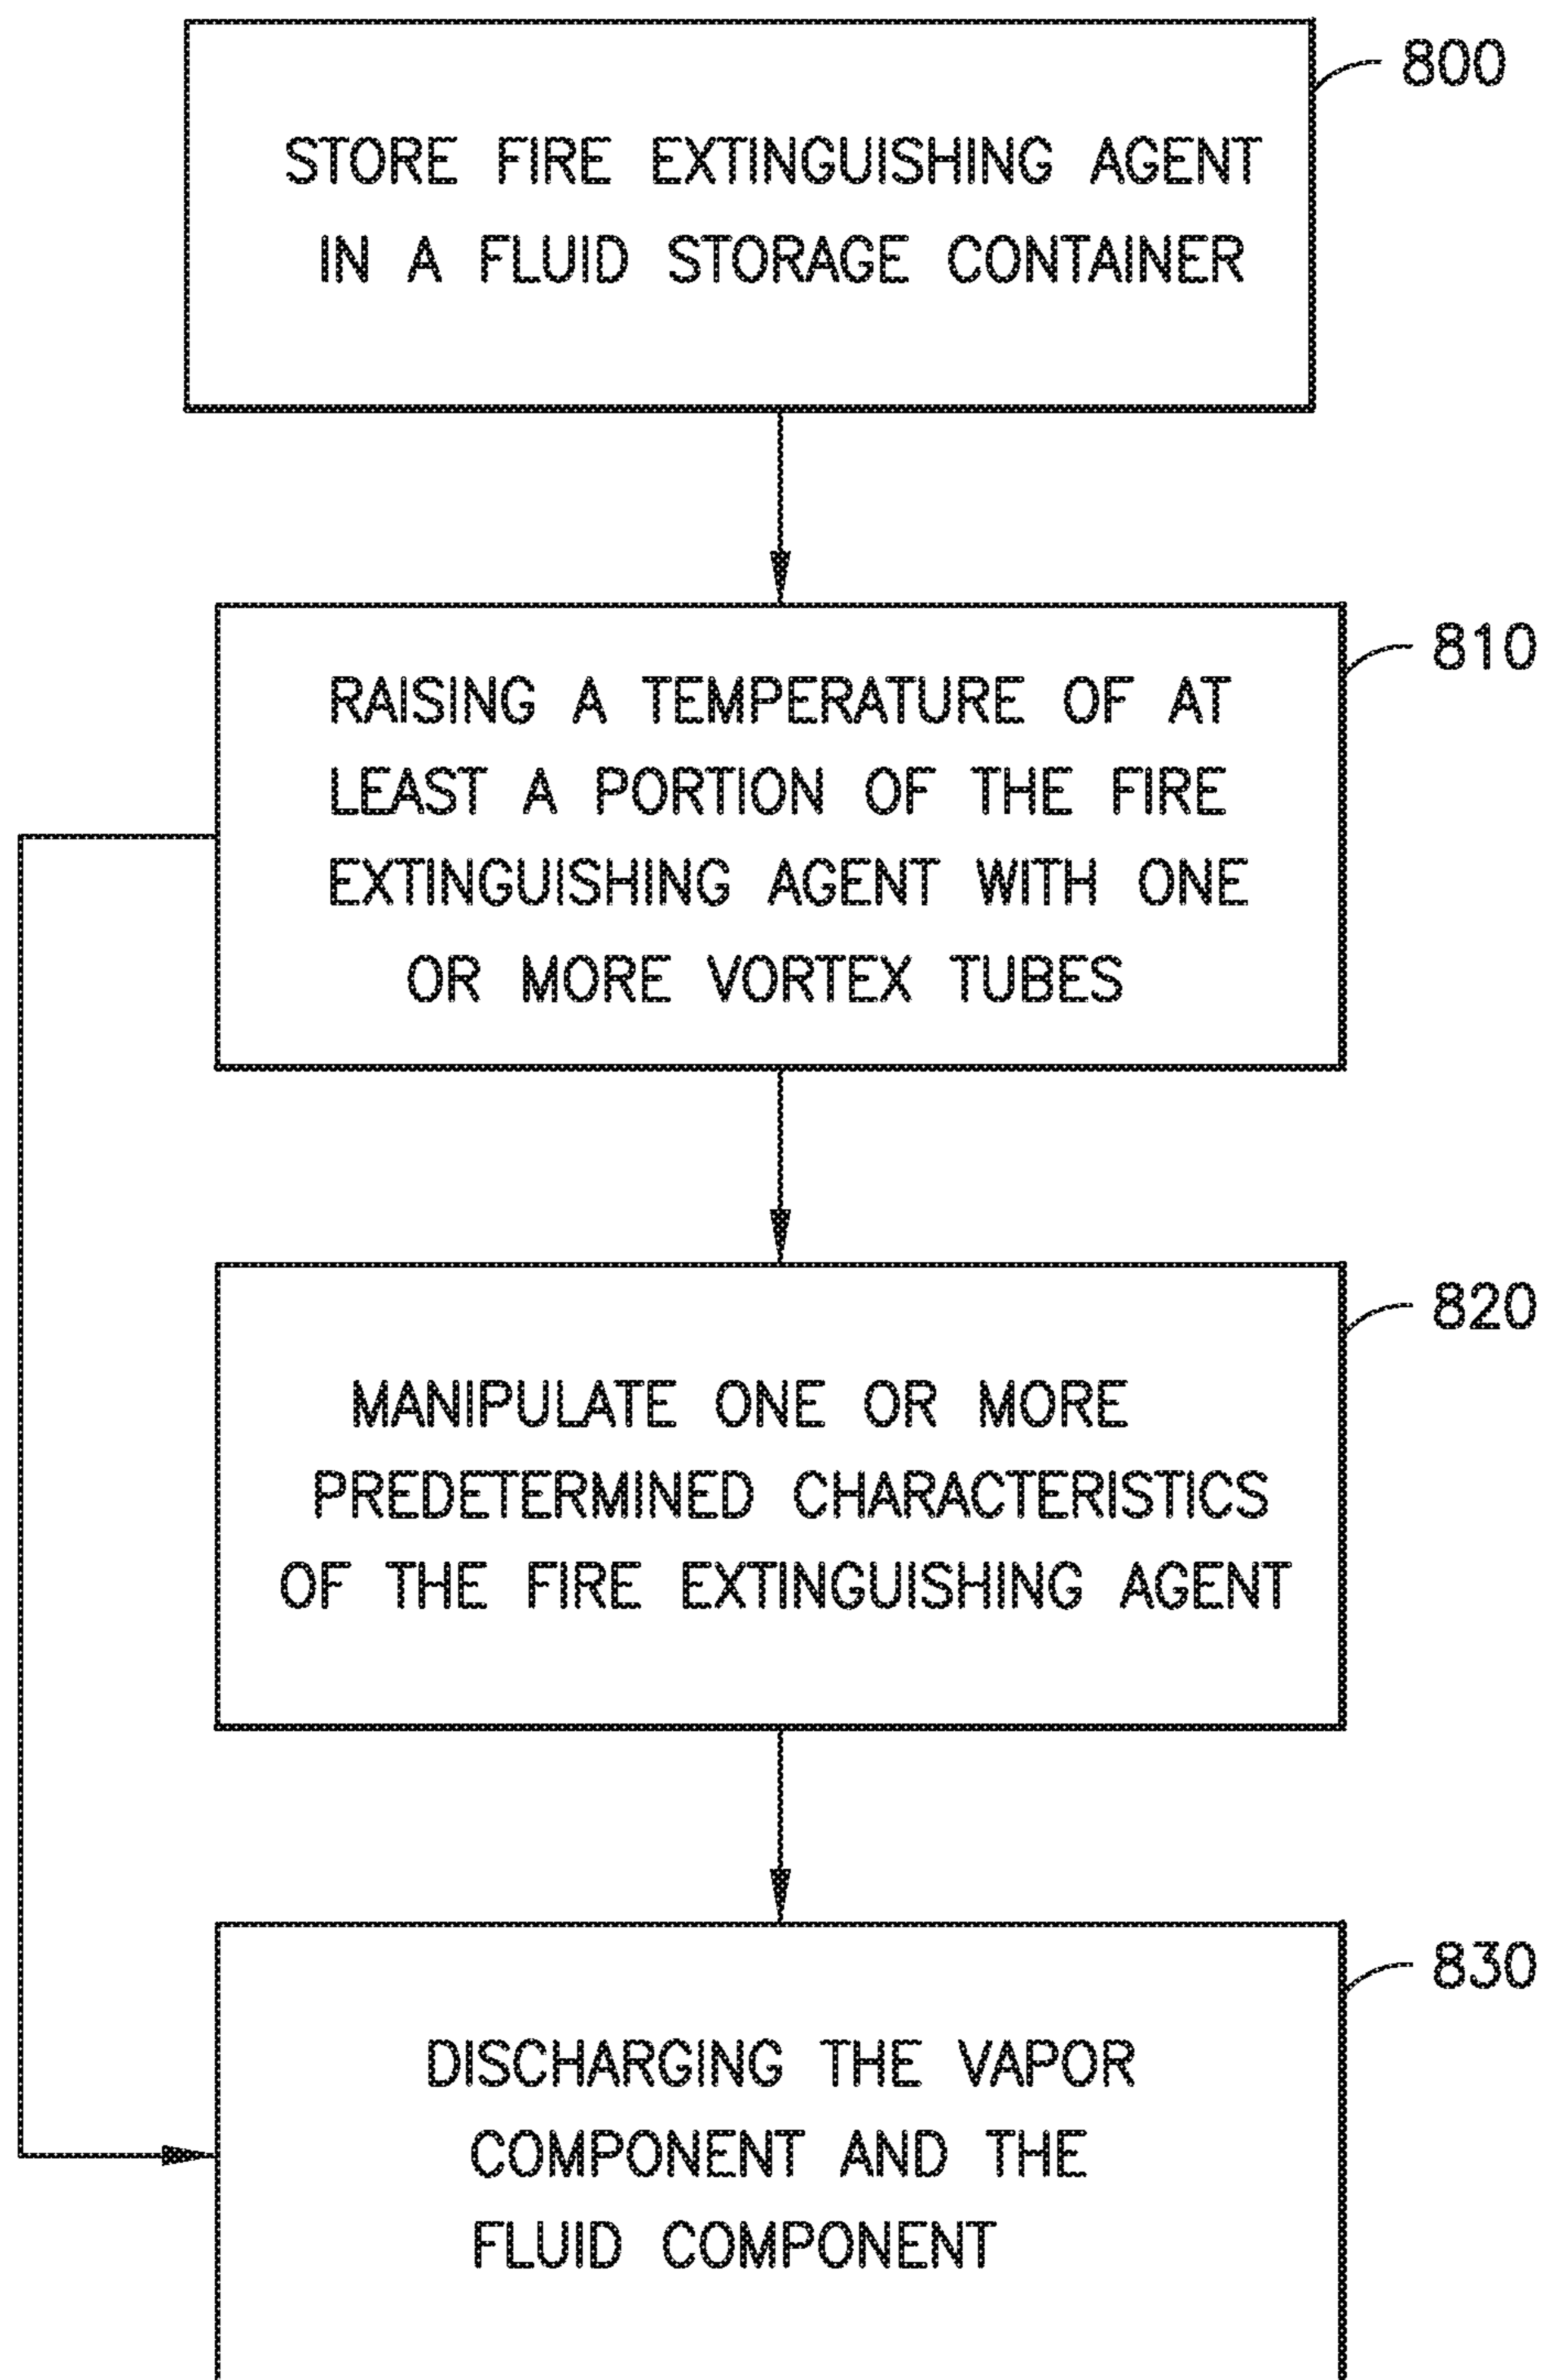 800
STORE FIRE EXTINGUISHING AGENT
IN A FLUID STORAGE CONTAINER
810
RAISING A TEMPERATURE OF AT
LEAST A PORTION OF THE FIRE
EXTINGUISHING AGENT WITH ONE
OR MORE VORTEX TUBES
820
MANIPULATE ONE OR MORE
PREDETERMINED CHARACTERISTICS
OF THE FIRE EXTINGUISHING AGENT
830
DISCHARGING THE VAPOR
COMPONENT AND THE
FLUID COMPONENT